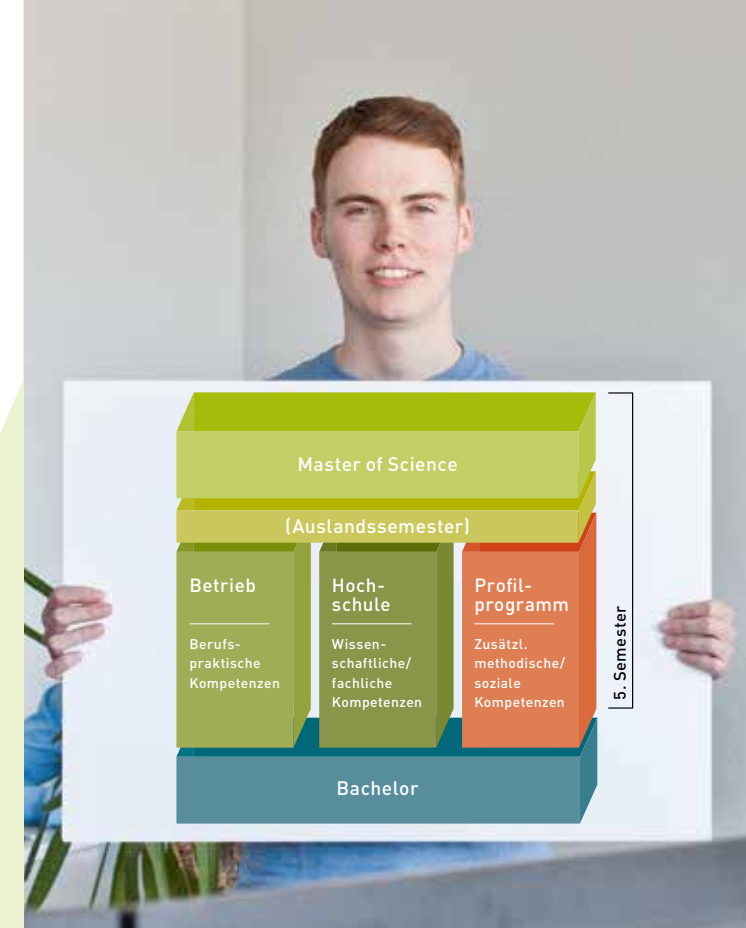 Master of Science
(Auslandssemester)
Betrieb
Berufs-
praktische
Kompetenzen
Hoch-
schule
Wissen-
schaftliche/
fachliche
Kompetenzen
Profil-
programm
Zusätzl.
methodische/
soziale
Kompetenzen
5. Semester
Bachelor